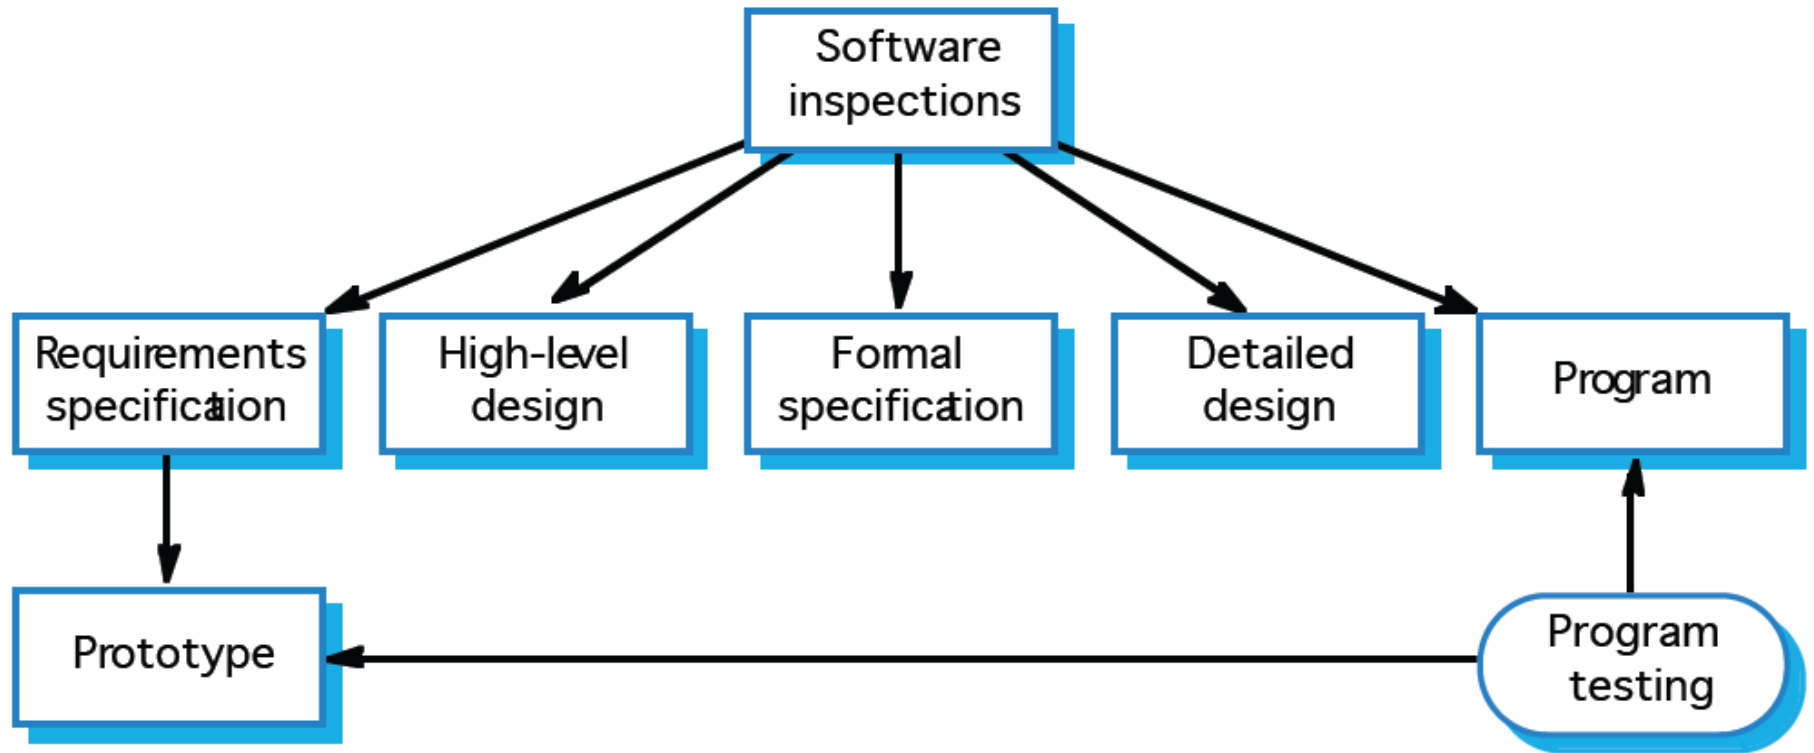 Software
inspections
Requirements
specification
High-level
design
Formal
specification
Detailed
design
Program
Prototype
Program
testing